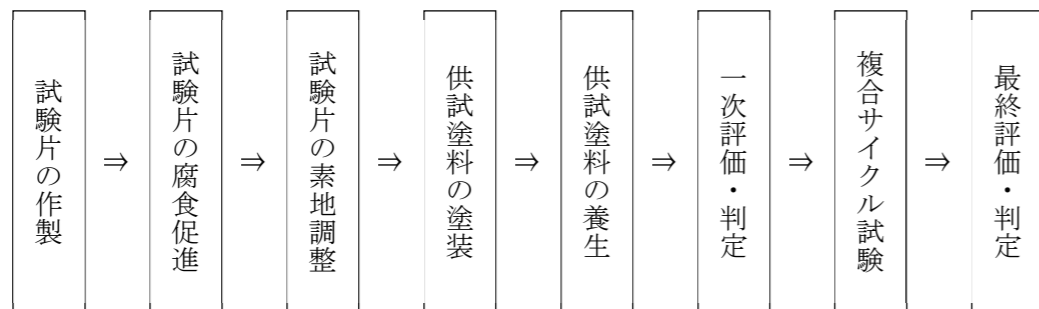 試験片の作製
⇒
試験片の腐食促進
⇒
試験片の素地調整
⇒
供試塗料の塗装
⇒
供試塗料の養生
⇒
一次評価・判定
⇒
複合サイクル試験
⇒
最終評価・判定